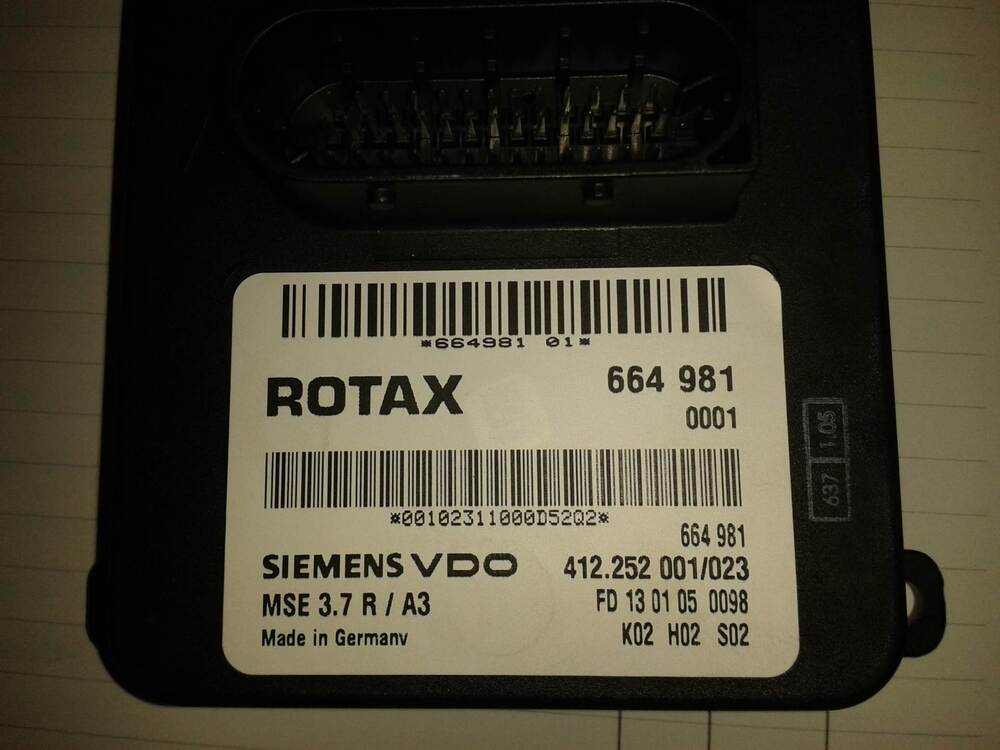 *664981 01*
ROTAX 664 981
0001
*00102311000D52Q2*
664 981
SIEMENS VDO 412.252 001/023
MSE 3.7 R / A3 FD 13 01 05 0098
Made in Germany K02 H02 S02
637 1.05